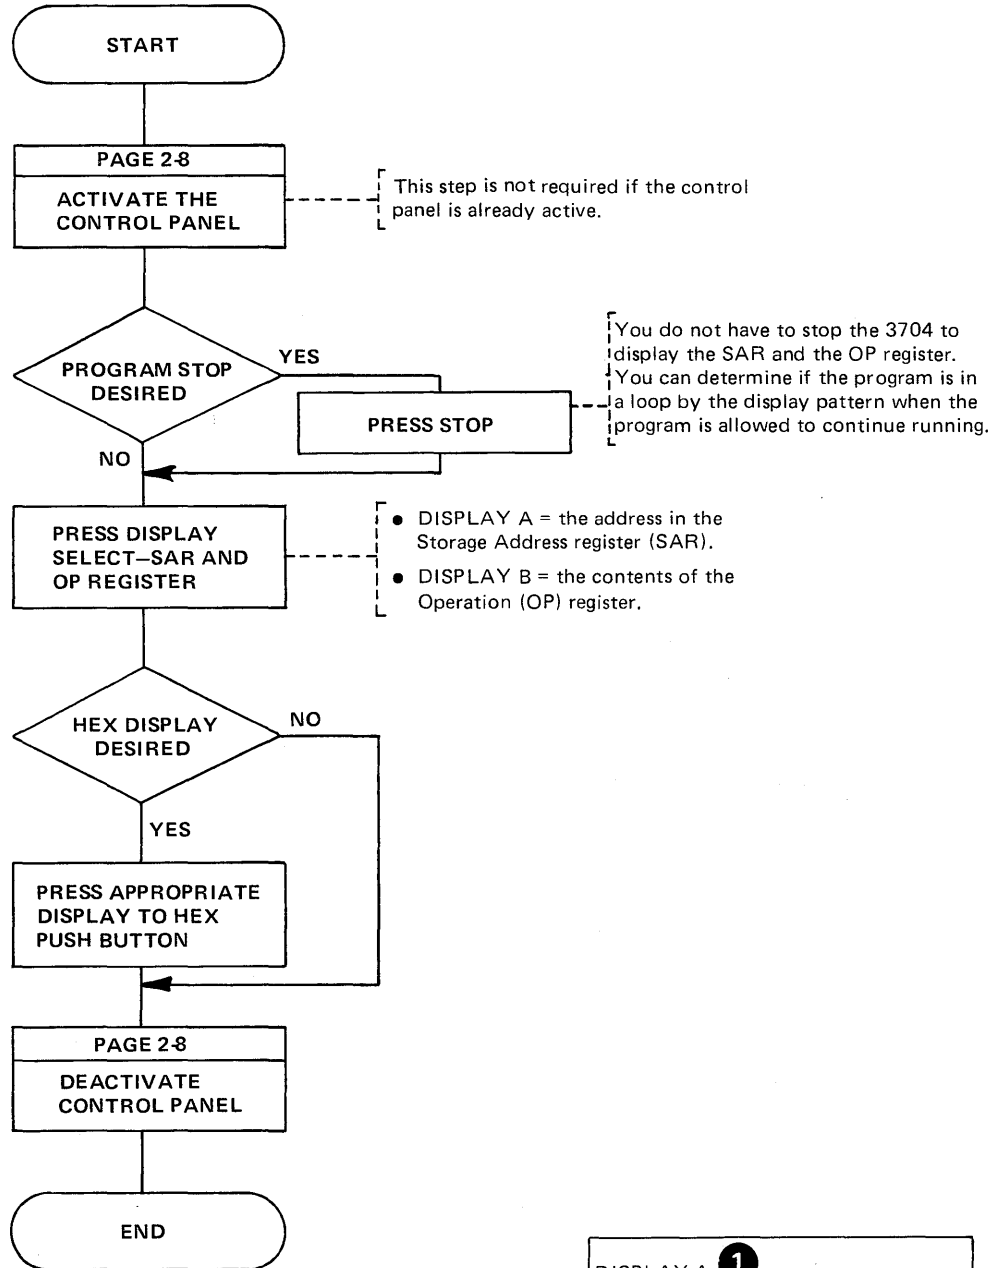 START
PAGE 2-8
ACTIVATE THE
CONTROL PANEL
This step is not required if the control
panel is already active.
PROGRAM STOP
DESIRED
YES
NO
PRESS STOP
You do not have to stop the 3704 to
display the SAR and the OP register.
You can determine if the program is in
a loop by the display pattern when the
program is allowed to continue running.
PRESS DISPLAY
SELECT—SAR AND
OP REGISTER
● DISPLAY A = the address in the
Storage Address register (SAR).
● DISPLAY B = the contents of the
Operation (OP) register.
HEX DISPLAY
DESIRED
NO
YES
PRESS APPROPRIATE
DISPLAY TO HEX
PUSH BUTTON
PAGE 2-8
DEACTIVATE
CONTROL PANEL
END
DISPLAY A 1